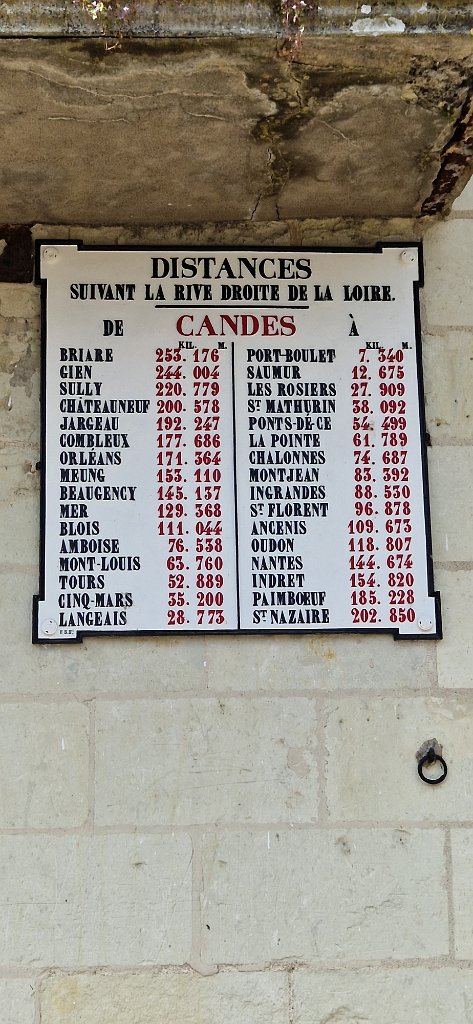 DISTANCES
SUIVANT LA RIVE DROITE DE LA LOIRE.
DE CANDES À
KIL. M.
BRIARE 253. 176
GIEN 244. 004
SULLY 220. 779
CHÂTEAUNEUF 200. 578
JARGEAU 192. 247
COMBLEUX 177. 686
ORLÉANS 171. 364
MEUNG 153. 110
BEAUGENCY 145. 137
MER 129. 368
BLOIS 111. 044
AMBOISE 76. 538
MONT-LOUIS 63. 760
TOURS 52. 889
CINQ-MARS 35. 200
LANGEAIS 28. 773
KIL. M.
PORT-BOULET 7. 340
SAUMUR 12. 675
LES ROSIERS 27. 909
ST MATHURIN 38. 092
PONTS-DE-CE 54. 499
LA POINTE 61. 789
CHALONNES 74. 687
MONTJEAN 83. 392
INGRANDES 88. 530
ST FLORENT 96. 878
ANCENIS 109. 673
OUDON 118. 807
NANTES 144. 674
INDRET 154. 820
PAIMBŒUF 185. 228
ST NAZAIRE 202. 850